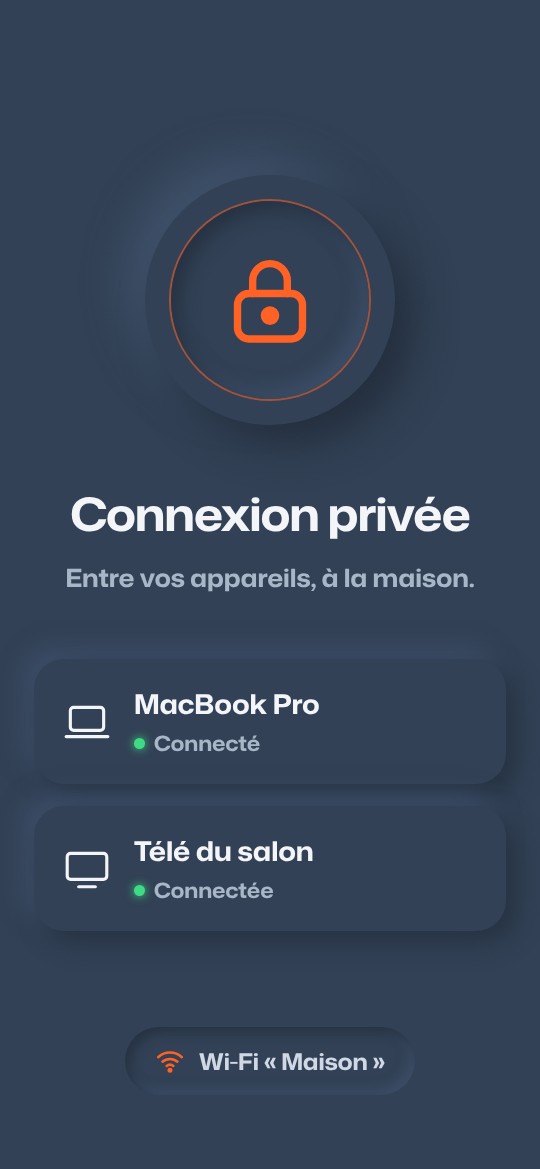 Connexion privée
Entre vos appareils, à la maison.
MacBook Pro
Connecté
Télé du salon
Connectée
Wi-Fi « Maison »